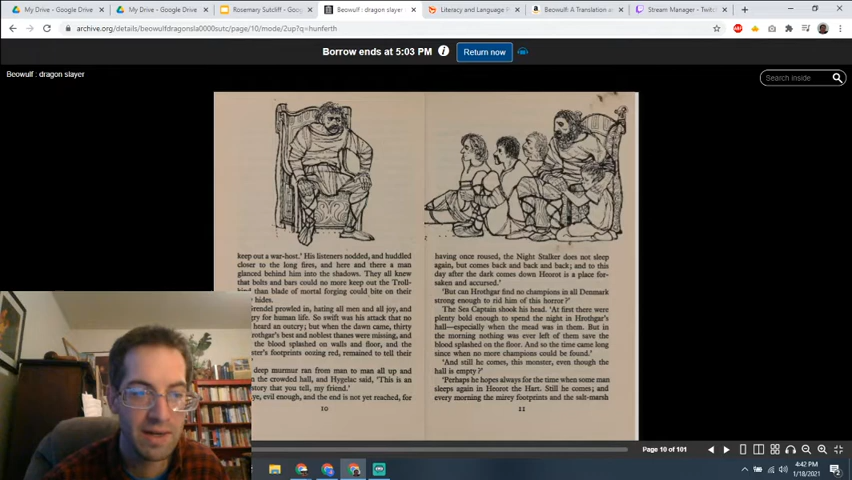 My Drive - Google Drive
My Drive - Google Drive
Rosemary Sutcliff - Goog
Beowulf : dragon slayer
Literacy and Language
Beowulf: A Translation a
Stream Manager - Twitc
archive.org/details/beowulfdragonsla0000sutc/page/10/mode/2up?q=hunferth
Borrow ends at 5:03 PM
Return now
Beowulf : dragon slayer
Search inside
keep out a war-host.' His listeners nodded, and huddled
closer to the long fires, and here and there a man
glanced behind him into the shadows. They all knew
that bolts and bars could no more keep out the Troll-
than blade of mortal forging could bite on their
hides.
Grendel prowled in, hating all men and all joy, and
for human life. So swift was his attack that no
heard an outcry; but when the dawn came, thirty
best and noblest thanes were missing, and
the blood splashed on walls and floor, and the
footprints oozing red, remained to tell their
deep murmur ran from man to man all up and
the crowded hall, and Hygelac said, 'This is an
story that you tell, my friend.'
evil enough, and the end is not yet reached, for
10
having once roused, the Night Stalker does not sleep
again, but comes back and back and back; and to this
day after the dark comes down Heorot is a place for-
saken and accursed.'
'But can Hrothgar find no champions in all Denmark
strong enough to rid him of this horror?'
The Sea Captain shook his head. 'At first there were
plenty bold enough to spend the night in Hrothgar's
hall—especially when the mead was in them. But in
the morning nothing was ever left of them save the
blood splashed on the floor. And so the time came long
since when no more champions could be found.'
'And still he comes, this monster, even though the
hall is empty?'
'Perhaps he hopes always for the time when some man
sleeps again in Heorot the Hart. Still he comes; and
every morning the mirey footprints and the salt-marsh
11
Page 10 of 101
4:42 PM
1/18/2021